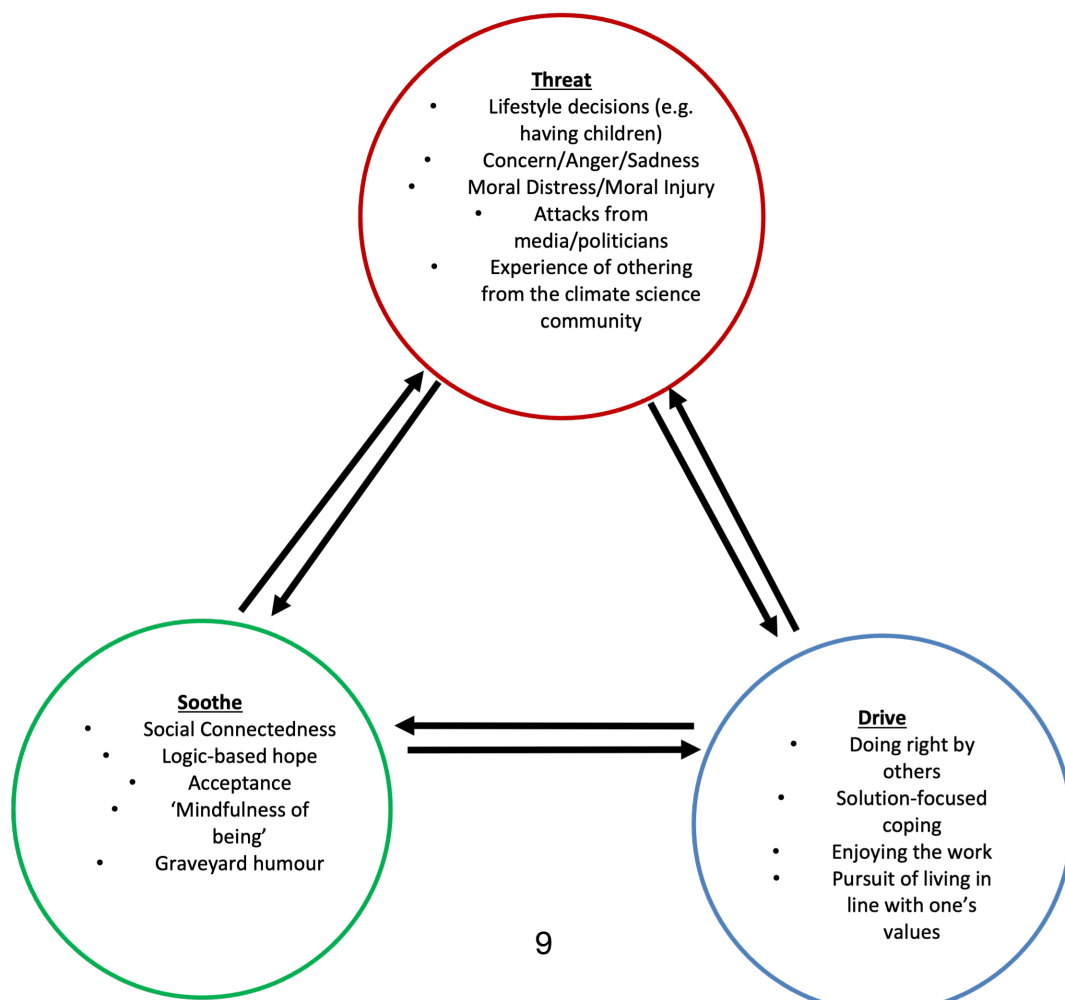 Threat
• Lifestyle decisions (e.g.
having children)
• Concern/Anger/Sadness
• Moral Distress/Moral Injury
• Attacks from
media/politicians
• Experience of othering
from the climate science
community
Soothe
• Social Connectedness
• Logic-based hope
• Acceptance
• ‘Mindfulness of
being’
• Graveyard humour
Drive
• Doing right by
others
• Solution-focused
coping
• Enjoying the work
• Pursuit of living in
line with one’s
values
9